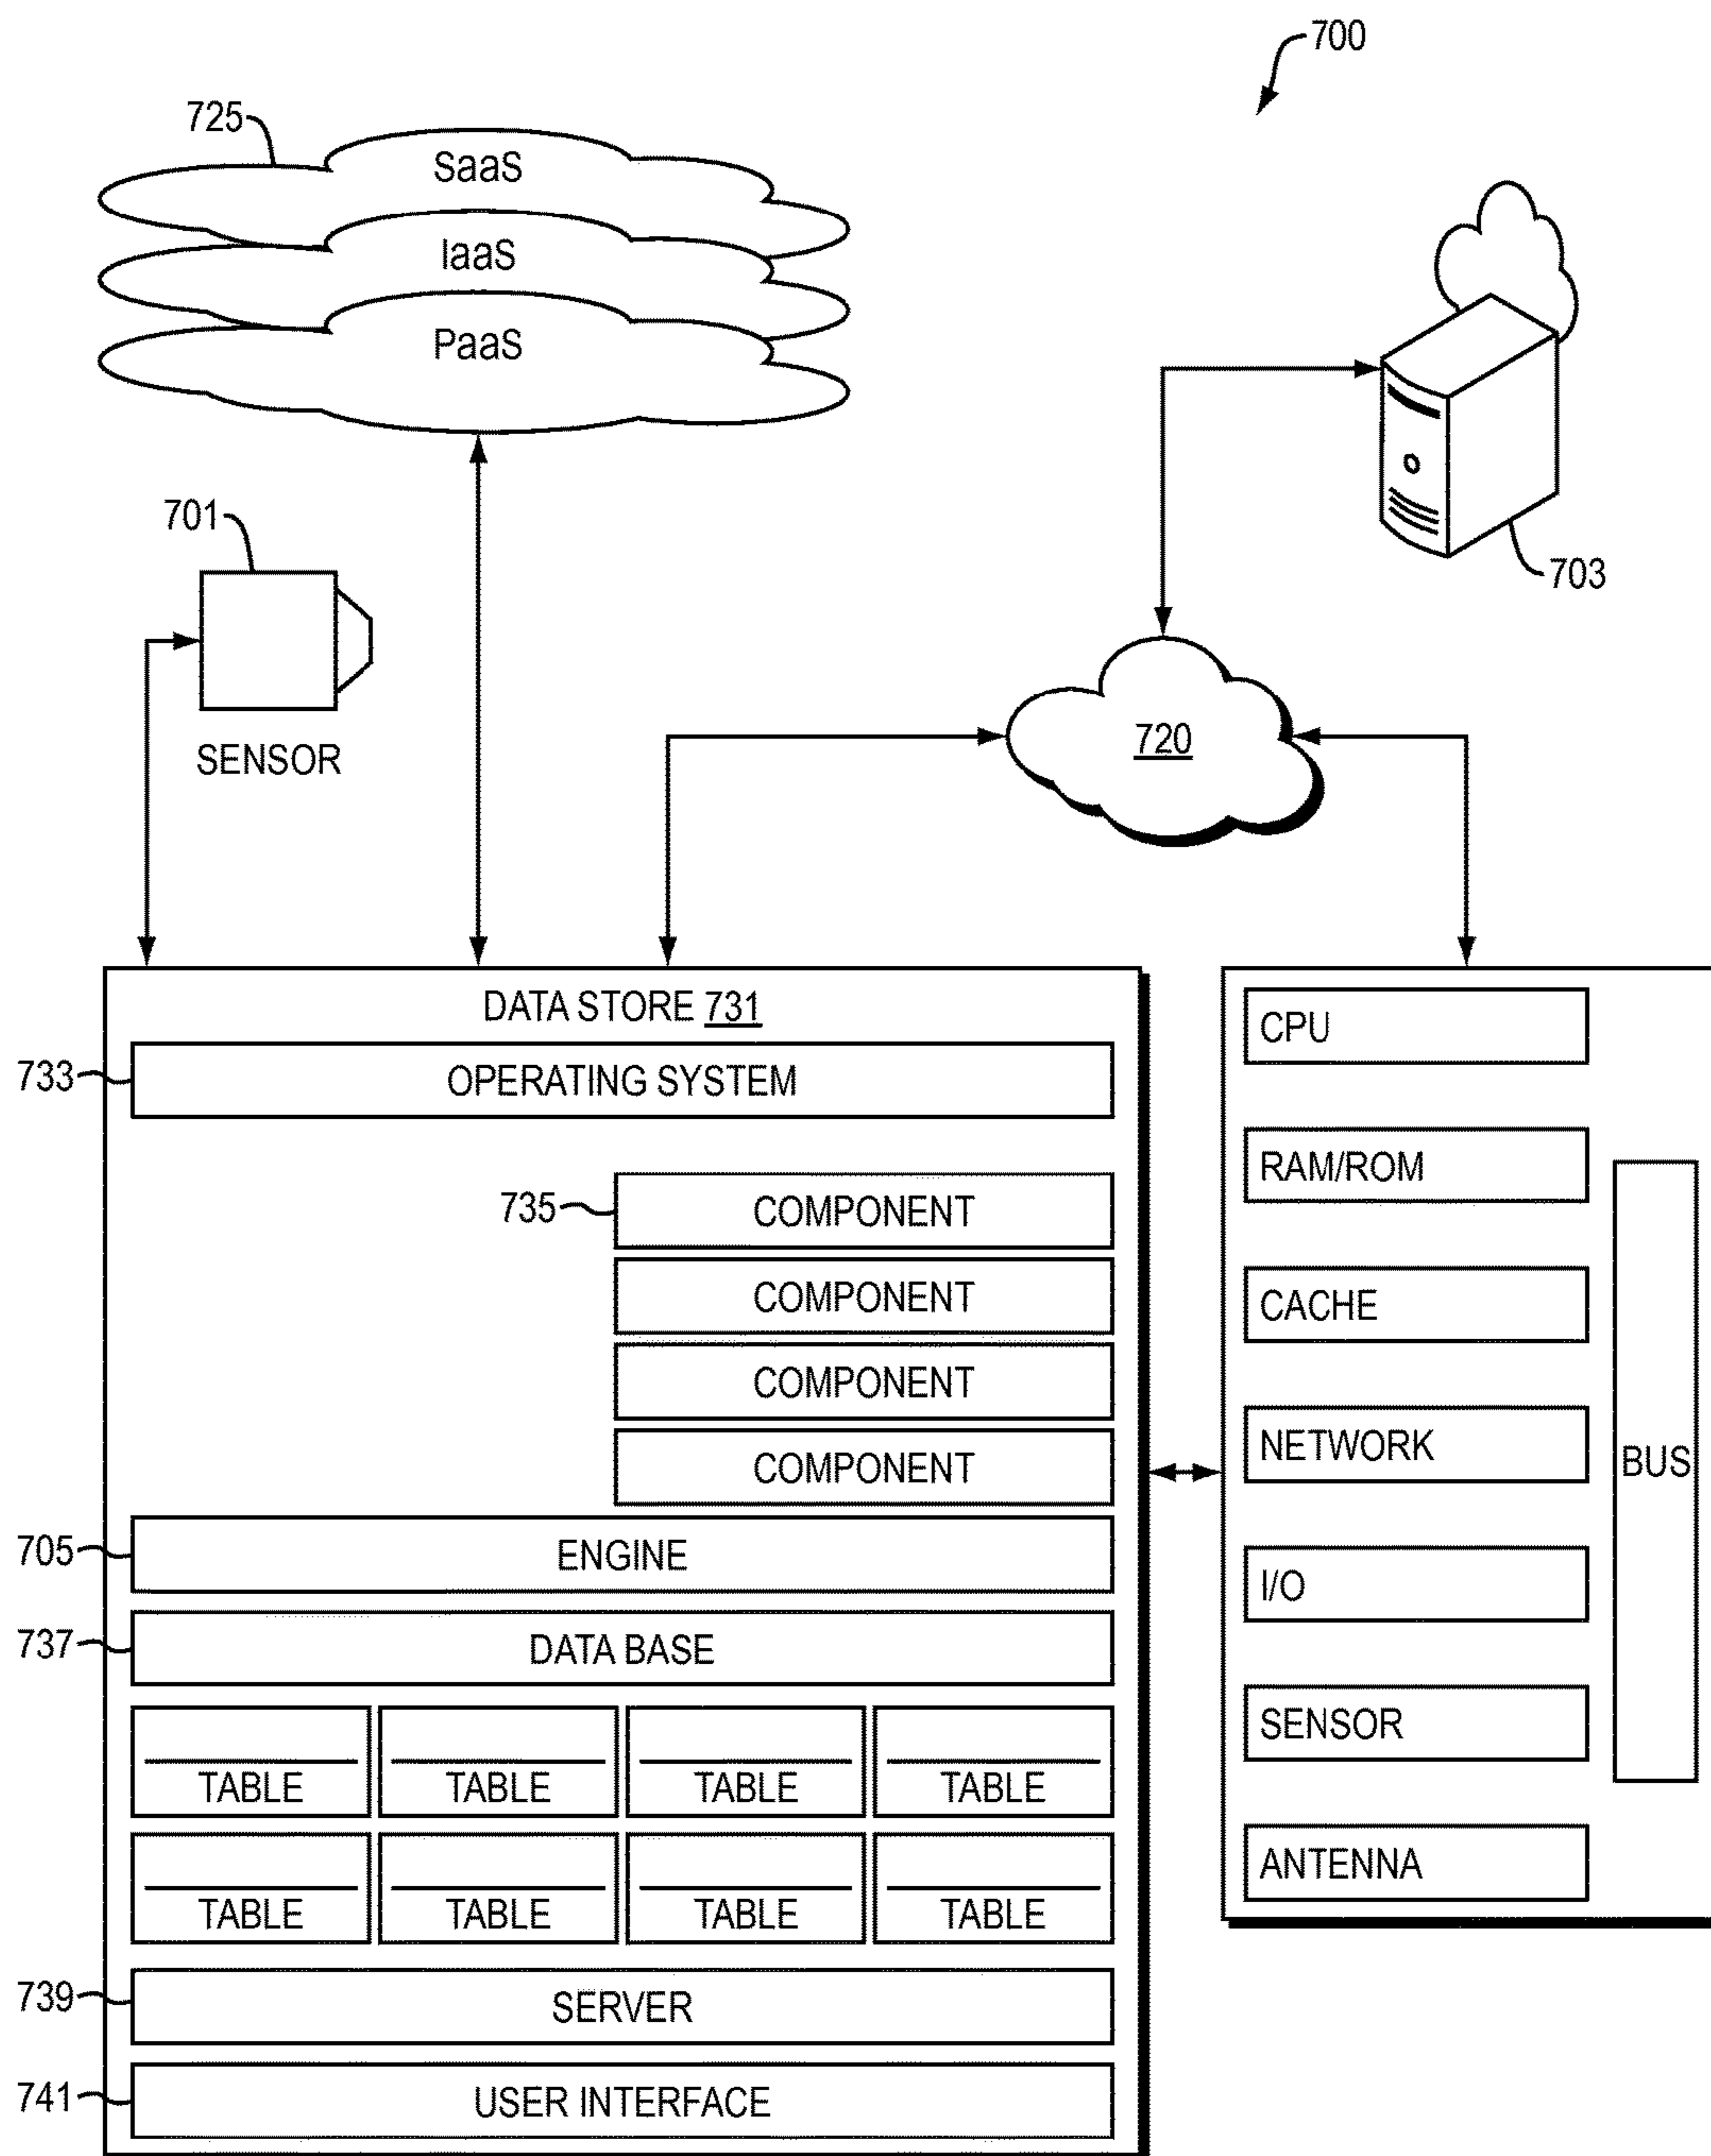 700
725
SaaS
IaaS
PaaS
701
703
SENSOR
720
DATA STORE 731
733
OPERATING SYSTEM
735
COMPONENT
COMPONENT
COMPONENT
COMPONENT
705
ENGINE
737
DATA BASE
TABLE TABLE TABLE TABLE
TABLE TABLE TABLE TABLE
739
SERVER
741
USER INTERFACE
CPU
RAM/ROM
CACHE
NETWORK
BUS
I/O
SENSOR
ANTENNA